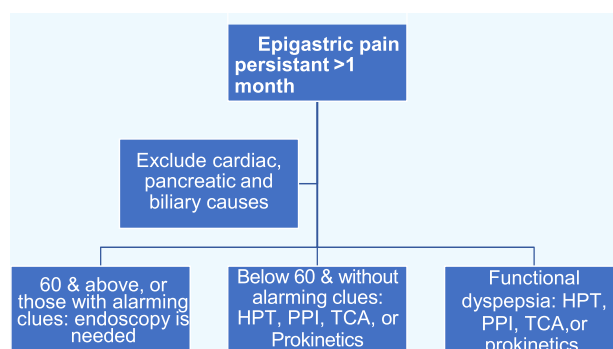 Epigastric pain
persistant >1
month
Exclude cardiac,
pancreatic and
biliary causes
60 & above, or
those with alarming
clues: endoscopy is
needed
Below 60 & without
alarming clues:
HPT, PPI, TCA, or
Prokinetics
Functional
dyspepsia: HPT,
PPI, TCA,or
prokinetics